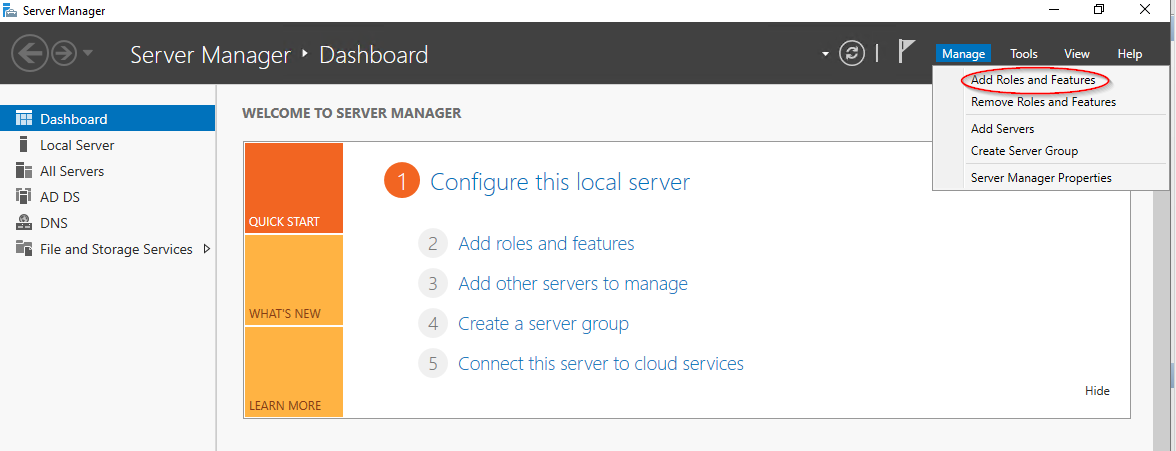 Server Manager
Server Manager ‣ Dashboard
Manage Tools View Help
Add Roles and Features
Remove Roles and Features
Add Servers
Create Server Group
Server Manager Properties
Dashboard
Local Server
All Servers
AD DS
DNS
File and Storage Services
WELCOME TO SERVER MANAGER
QUICK START
WHAT'S NEW
LEARN MORE
1 Configure this local server
2 Add roles and features
3 Add other servers to manage
4 Create a server group
5 Connect this server to cloud services
Hide